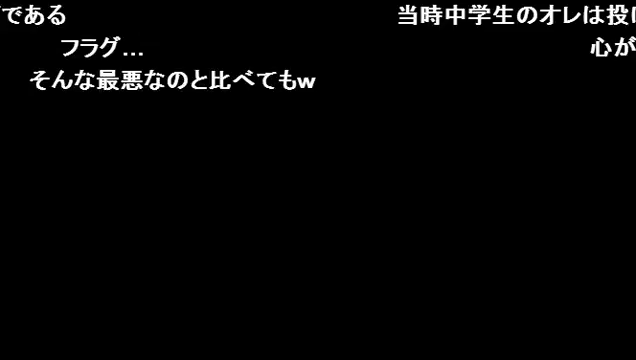 である
当時中学生のオレは投
フラグ…
心が
そんな最悪なのと比べてもw